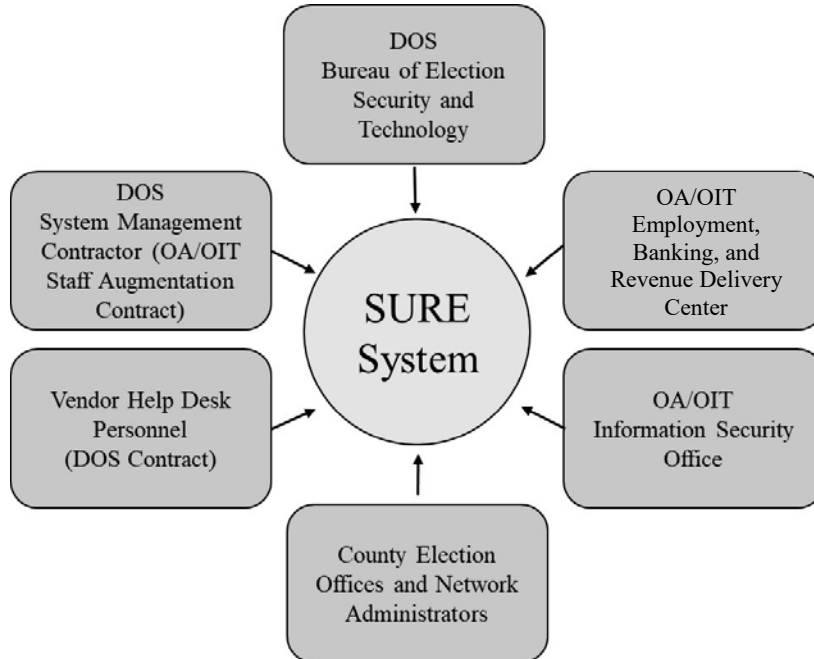 DOS
Bureau of Election
Security and
Technology
DOS
System Management
Contractor (OA/OIT
Staff Augmentation
Contract)
OA/OIT
Employment,
Banking, and
Revenue Delivery
Center
SURE
System
Vendor Help Desk
Personnel
(DOS Contract)
OA/OIT
Information Security
Office
County Election
Offices and Network
Administrators